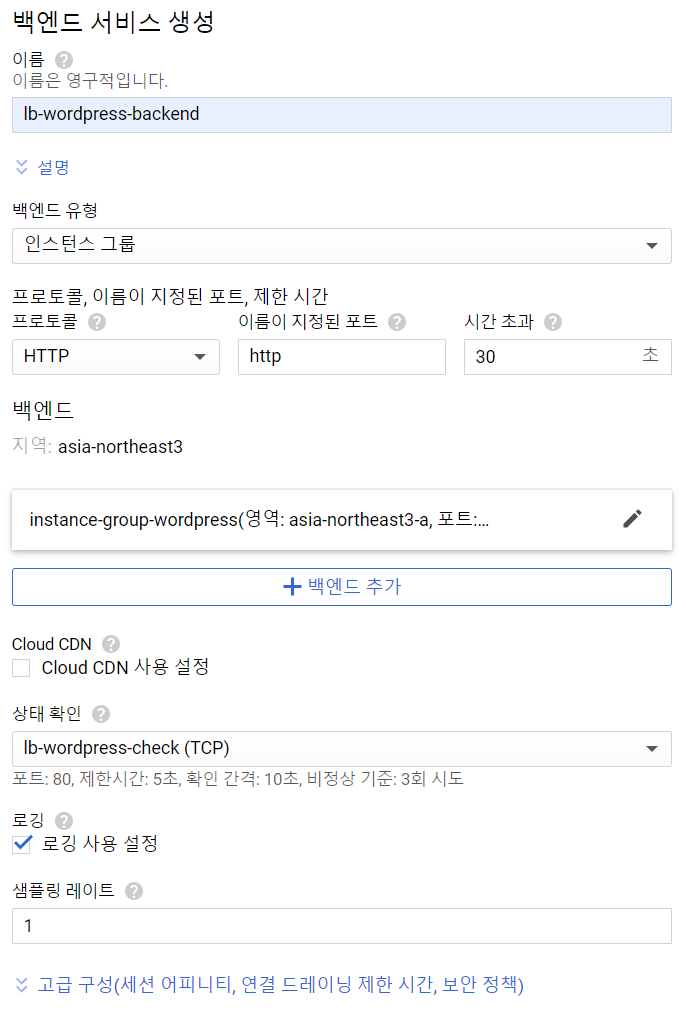 백엔드 서비스 생성
이름
이름은 영구적입니다.
lb-wordpress-backend
설명
백엔드 유형
인스턴스 그룹
프로토콜, 이름이 지정된 포트, 제한 시간
프로토콜 이름이 지정된 포트 시간 초과
HTTP http 30 초
백엔드
지역: asia-northeast3
instance-group-wordpress(영역: asia-northeast3-a, 포트:...
+ 백엔드 추가
Cloud CDN
Cloud CDN 사용 설정
상태 확인
lb-wordpress-check (TCP)
포트: 80, 제한시간: 5초, 확인 간격: 10초, 비정상 기준: 3회 시도
로깅
로깅 사용 설정
샘플링 레이트
1
고급 구성(세션 어피니티, 연결 드레이닝 제한 시간, 보안 정책)